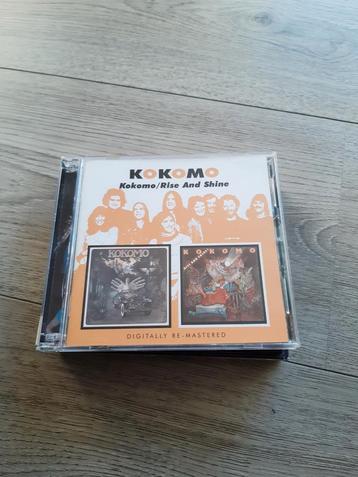 KOKOMO
Kokomo/Rise And Shine
KOKOMO
KOKOMO
DIGITALLY RE-MASTERED